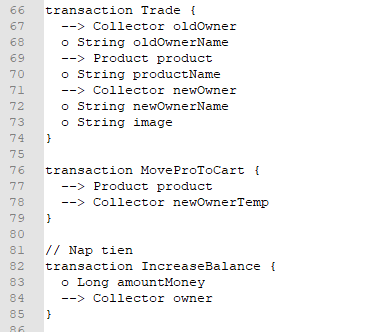 66 transaction Trade {
67 --> Collector oldOwner
68 o String oldOwnerName
69 --> Product product
70 o String productName
71 --> Collector newOwner
72 o String newOwnerName
73 o String image
74 }
75
76 transaction MoveProToCart {
77 --> Product product
78 --> Collector newOwnerTemp
79 }
80
81 // Nap tien
82 transaction IncreaseBalance {
83 o Long amountMoney
84 --> Collector owner
85 }
86